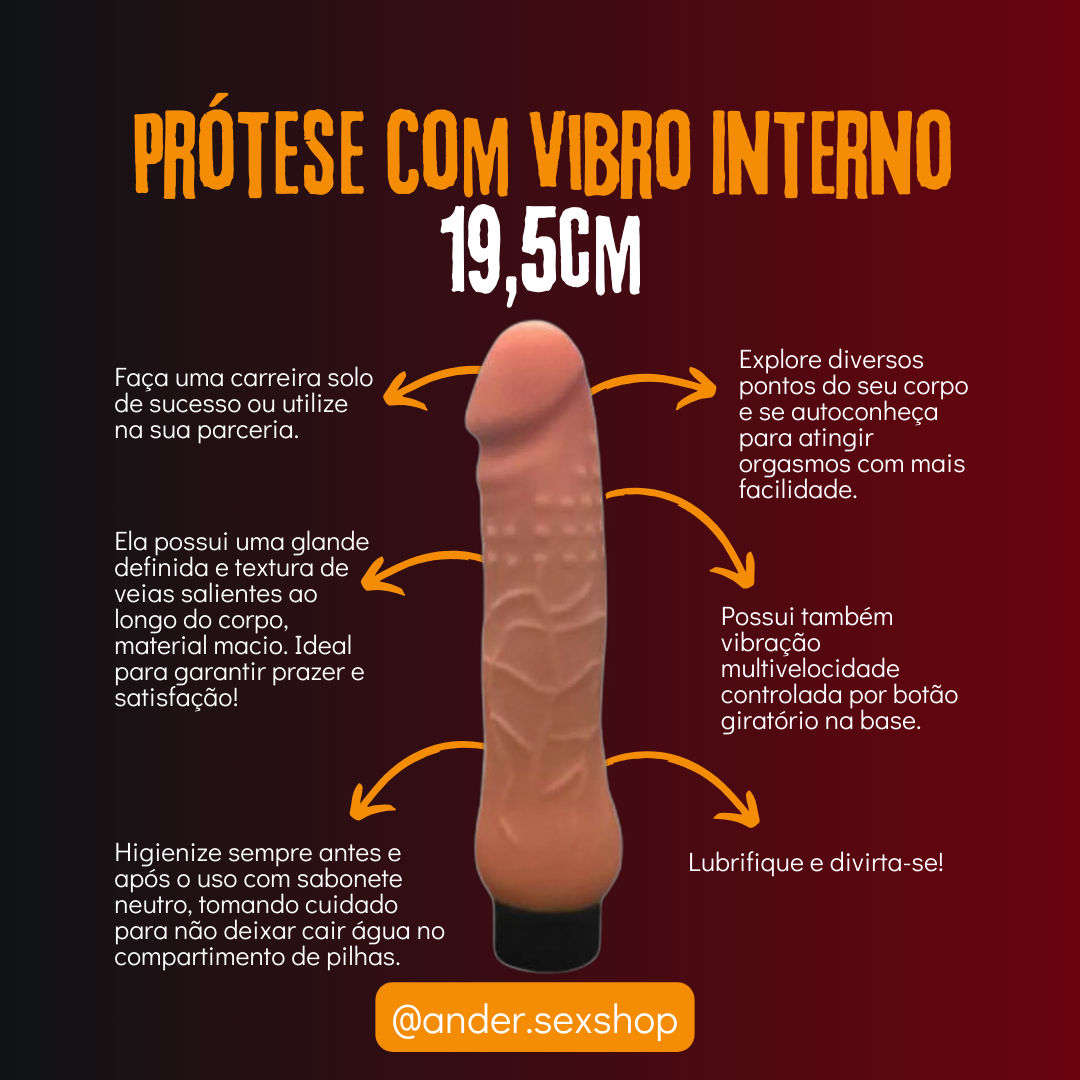 PRÓTESE COM VIBRO INTERNO
19,5CM
Faça uma carreira solo
de sucesso ou utilize
na sua parceria.
Explore diversos
pontos do seu corpo
e se autoconheça
para atingir
orgasmos com mais
facilidade.
Ela possui uma glande
definida e textura de
veias salientes ao
longo do corpo,
material macio. Ideal
para garantir prazer e
satisfação!
Possui também
vibração
multivelocidade
controlada por botão
giratório na base.
Higienize sempre antes e
após o uso com sabonete
neutro, tomando cuidado
para não deixar cair água no
compartimento de pilhas.
Lubrifique e divirta-se!
@ander.sexshop